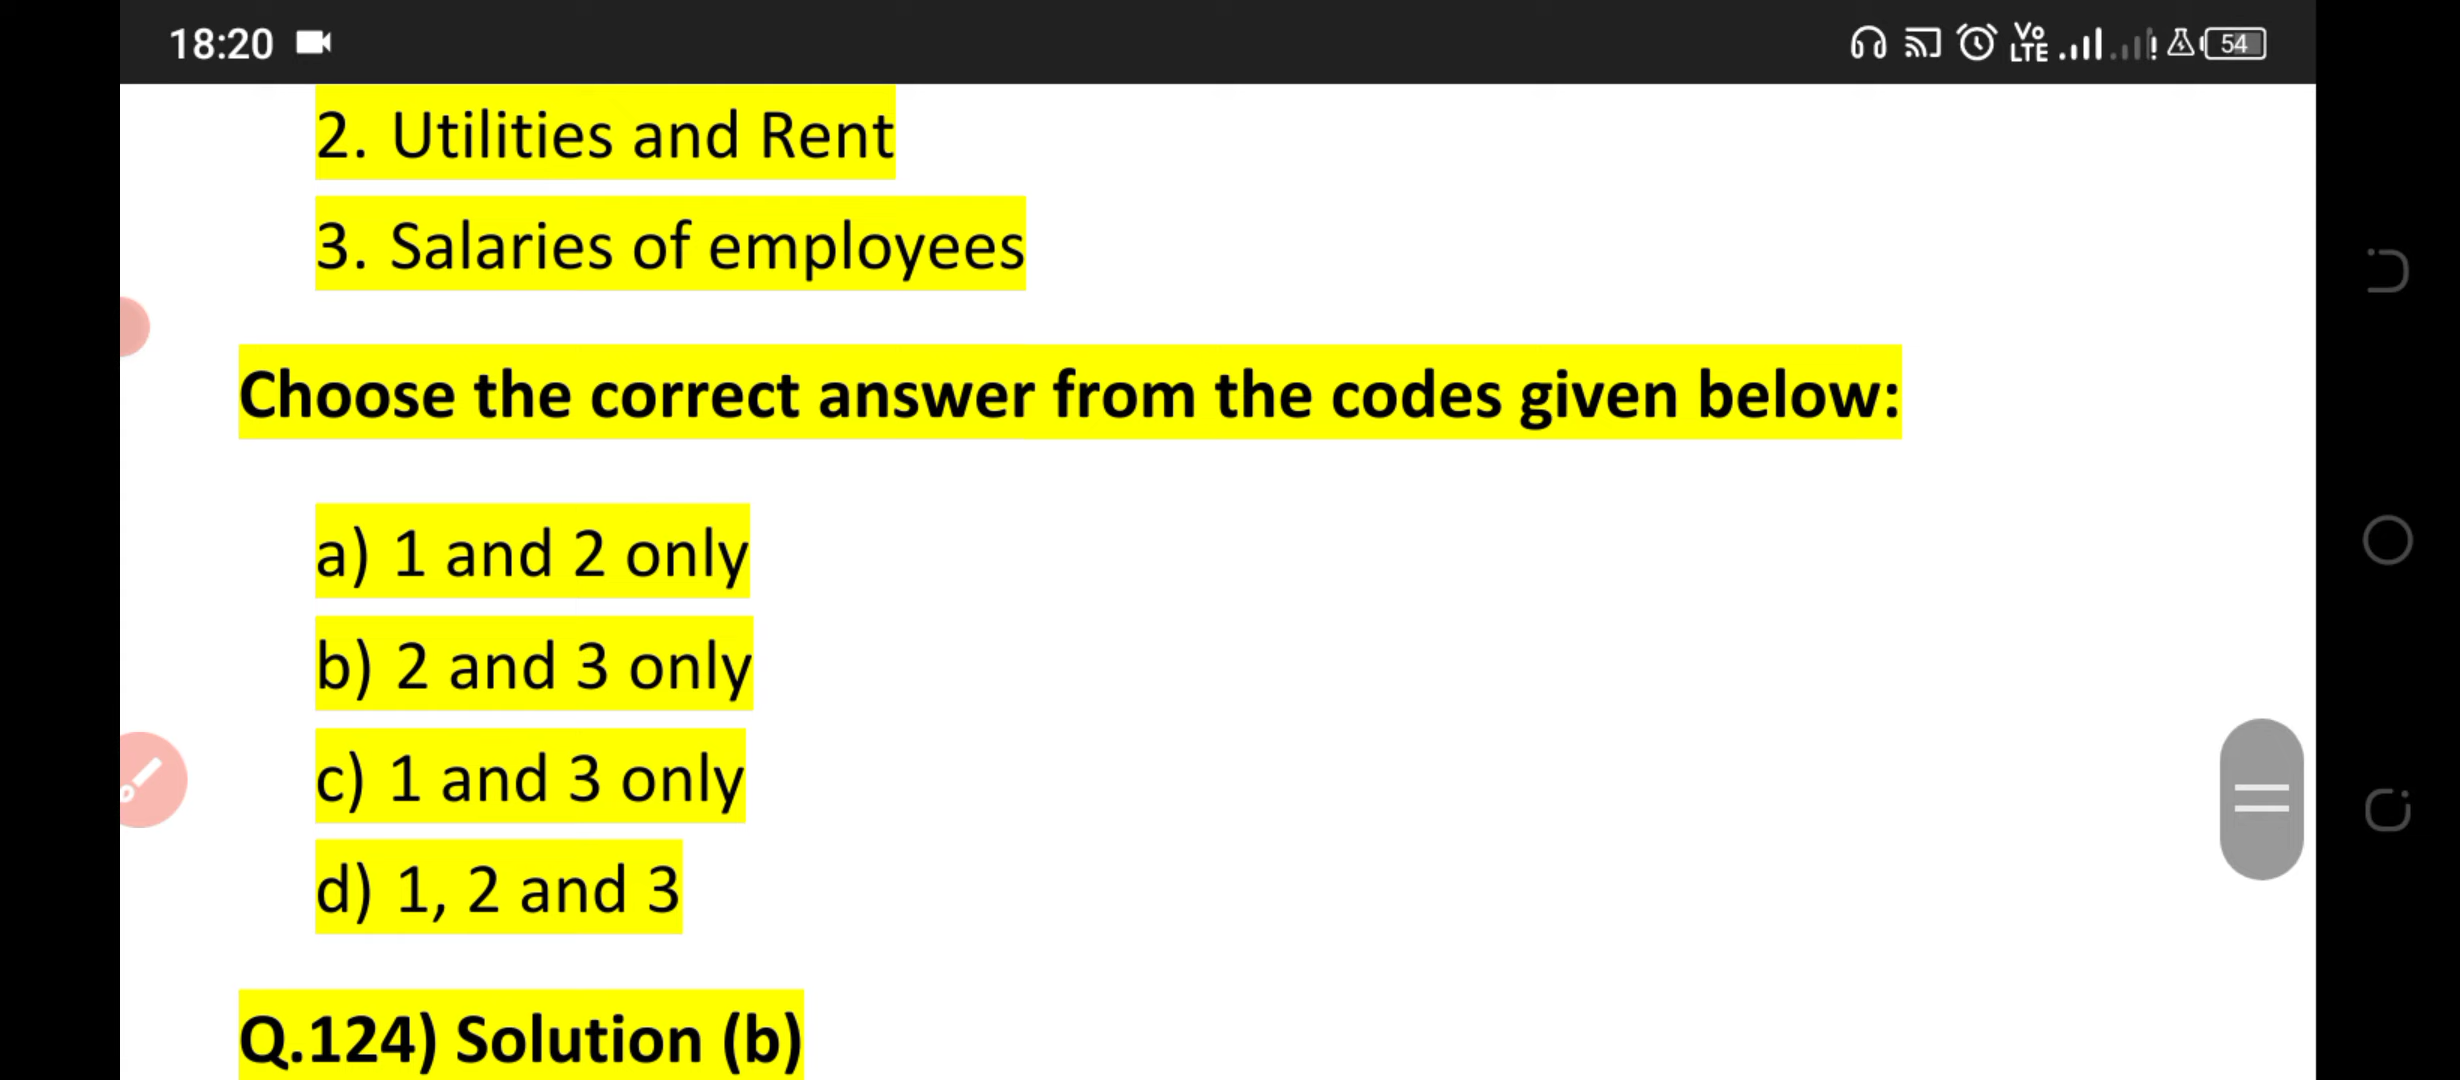 18:20
Vo
LTE
54
2. Utilities and Rent
3. Salaries of employees
Choose the correct answer from the codes given below:
a) 1 and 2 only
b) 2 and 3 only
c) 1 and 3 only
d) 1, 2 and 3
Q.124) Solution (b)